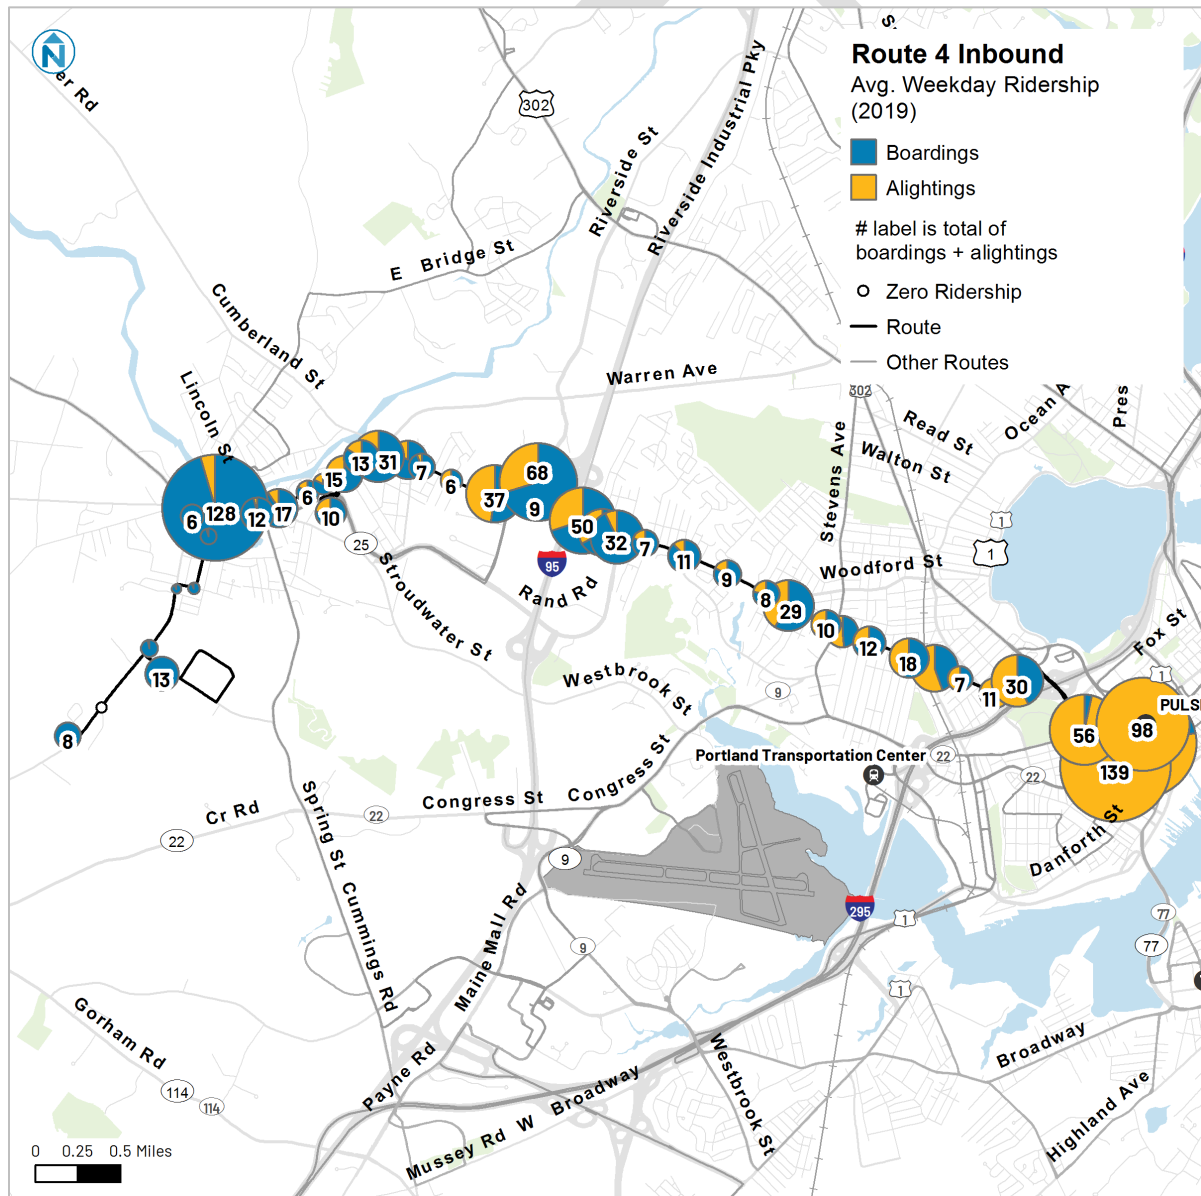 N
er Rd
302
Riverside St
Riverside Industrial Pky
Route 4 Inbound
Avg. Weekday Ridership
(2019)
Boardings
Alightings
# label is total of
boardings + alightings
Zero Ridership
Route
Other Routes
E Bridge St
Cumberland St
Lincoln St
Warren Ave
302
Read St
Ocean A
Pres
Walton St
Stevens Ave
Woodford St
1
1
Fox St
1
PULS
128
6
12
17
6
10
15
13
31
7
6
37
68
9
50
32
7
11
9
8
29
10
12
18
7
11
30
56
98
139
13
8
25
Stroudwater St
95
Rand Rd
Westbrook St
9
Portland Transportation Center
22
22
Danforth St
Congress St
Congress St
Cr Rd
22
22
Spring St
Cummings Rd
9
Maine Mall Rd
9
295
1
77
77
1
Gorham Rd
114
114
Payne Rd
Mussey Rd
W Broadway
Westbrook St
Broadway
Highland Ave
0 0.25 0.5 Miles